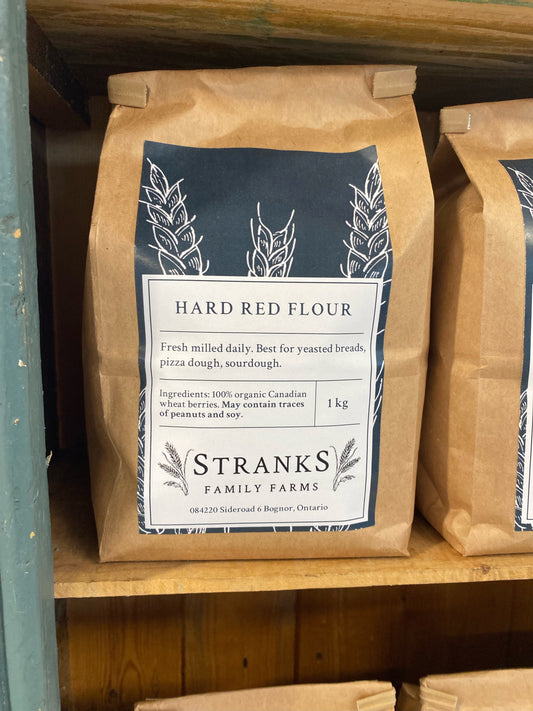 HARD RED FLOUR
Fresh milled daily. Best for yeasted breads,
pizza dough, sourdough.
Ingredients: 100% organic Canadian
wheat berries. May contain traces
of peanuts and soy.
1 kg
STRANKS
FAMILY FARMS
084220 Sideroad 6 Bognor, Ontario